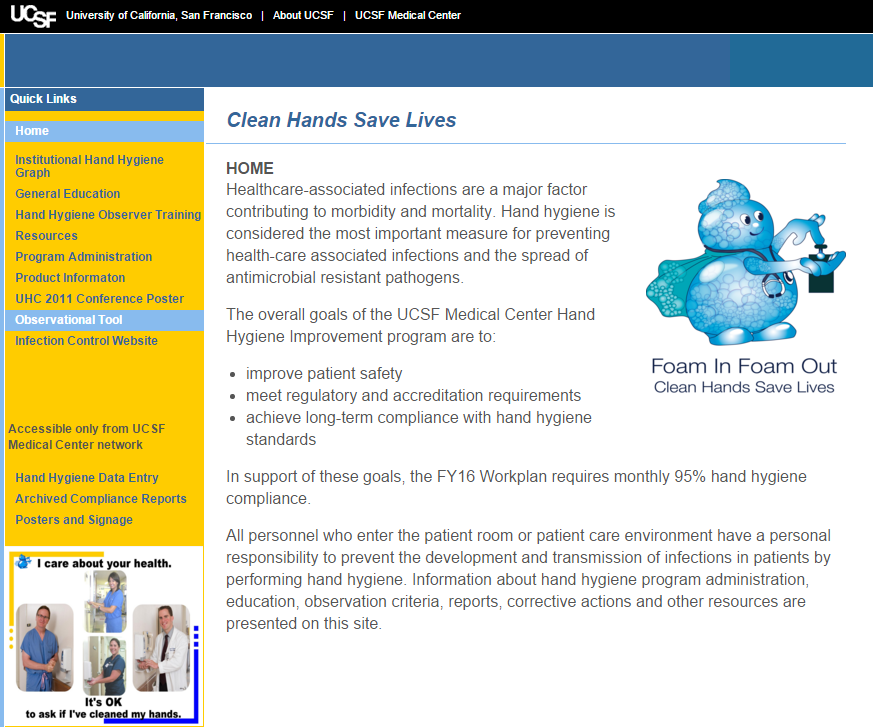 UCSF University of California, San Francisco | About UCSF | UCSF Medical Center
Quick Links
Home
Institutional Hand Hygiene
Graph
General Education
Hand Hygiene Observer Training
Resources
Program Administration
Product Informaton
UHC 2011 Conference Poster
Observational Tool
Infection Control Website
Accessible only from UCSF
Medical Center network
Hand Hygiene Data Entry
Archived Compliance Reports
Posters and Signage
I care about your health.
It's OK
to ask if I've cleaned my hands.
Clean Hands Save Lives
HOME
Healthcare-associated infections are a major factor
contributing to morbidity and mortality. Hand hygiene is
considered the most important measure for preventing
health-care associated infections and the spread of
antimicrobial resistant pathogens.
The overall goals of the UCSF Medical Center Hand
Hygiene Improvement program are to:
• improve patient safety
• meet regulatory and accreditation requirements
• achieve long-term compliance with hand hygiene
standards
Foam In Foam Out
Clean Hands Save Lives
In support of these goals, the FY16 Workplan requires monthly 95% hand hygiene
compliance.
All personnel who enter the patient room or patient care environment have a personal
responsibility to prevent the development and transmission of infections in patients by
performing hand hygiene. Information about hand hygiene program administration,
education, observation criteria, reports, corrective actions and other resources are
presented on this site.